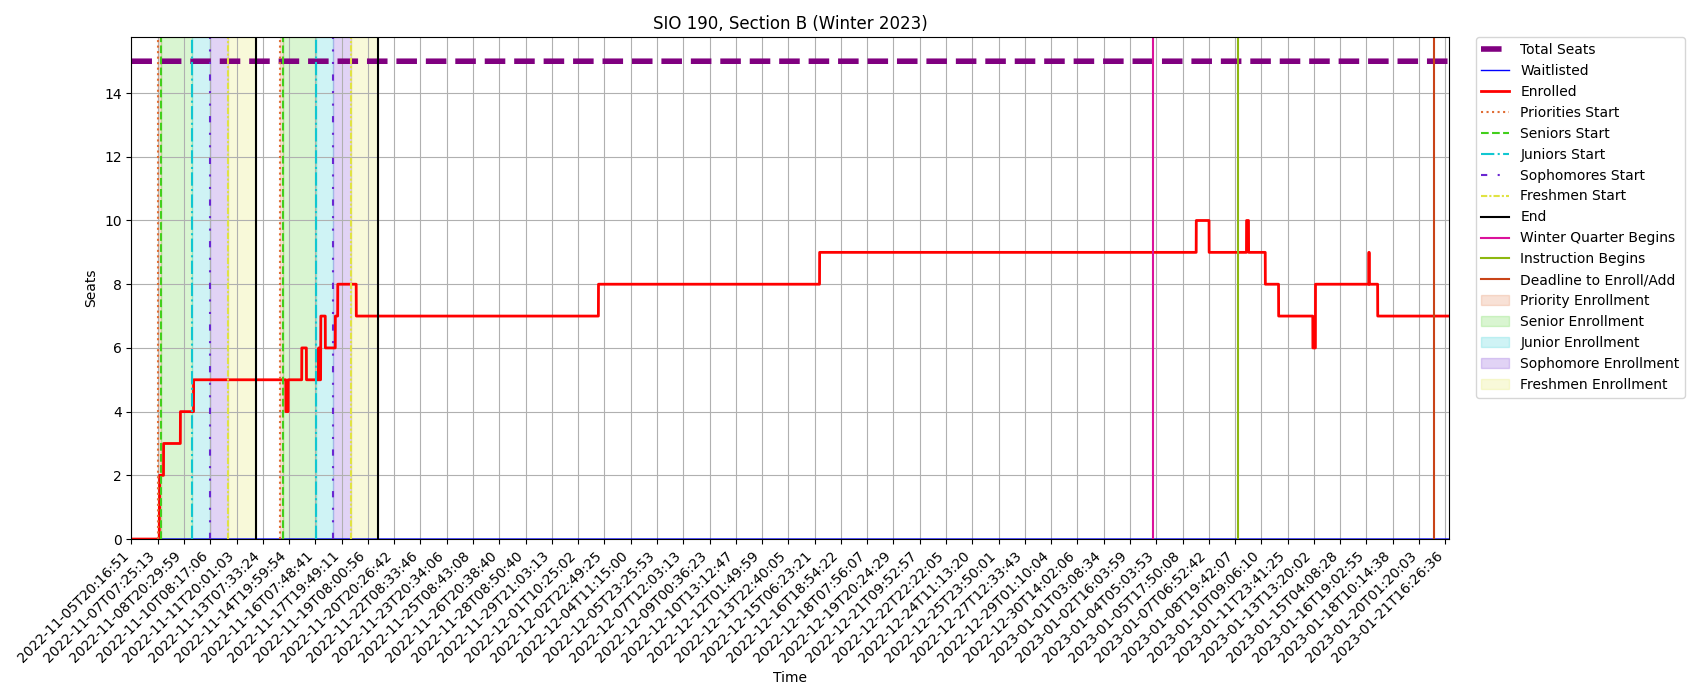 SIO 190, Section B (Winter 2023)
Seats
14
12
10
8
6
4
2
0
2022-11-05T20:16:51
2022-11-07T07:25:13
2022-11-08T20:29:59
2022-11-10T08:17:06
2022-11-11T20:01:03
2022-11-13T07:33:24
2022-11-14T19:59:54
2022-11-16T07:48:41
2022-11-17T19:49:11
2022-11-19T08:00:56
2022-11-20T20:26:42
2022-11-22T08:33:46
2022-11-23T20:34:06
2022-11-25T08:43:08
2022-11-26T20:38:40
2022-11-28T08:50:40
2022-11-29T21:03:13
2022-12-01T10:25:02
2022-12-02T22:49:25
2022-12-04T11:15:00
2022-12-05T23:25:53
2022-12-07T12:03:13
2022-12-09T00:36:23
2022-12-10T13:12:47
2022-12-12T01:49:59
2022-12-13T22:40:05
2022-12-15T06:23:21
2022-12-16T18:54:22
2022-12-18T07:56:07
2022-12-19T20:24:29
2022-12-21T09:52:57
2022-12-22T22:22:05
2022-12-24T11:13:20
2022-12-25T23:50:01
2022-12-27T12:33:43
2022-12-29T01:10:04
2022-12-30T14:02:06
2023-01-01T03:08:34
2023-01-02T16:03:59
2023-01-04T05:03:53
2023-01-05T17:50:08
2023-01-07T06:52:42
2023-01-08T19:42:07
2023-01-10T09:06:10
2023-01-11T23:41:25
2023-01-13T13:20:02
2023-01-15T04:08:28
2023-01-16T19:02:55
2023-01-18T10:14:38
2023-01-20T01:20:03
2023-01-21T16:26:36
Time
Total Seats
Waitlisted
Enrolled
Priorities Start
Seniors Start
Juniors Start
Sophomores Start
Freshmen Start
End
Winter Quarter Begins
Instruction Begins
Deadline to Enroll/Add
Priority Enrollment
Senior Enrollment
Junior Enrollment
Sophomore Enrollment
Freshmen Enrollment